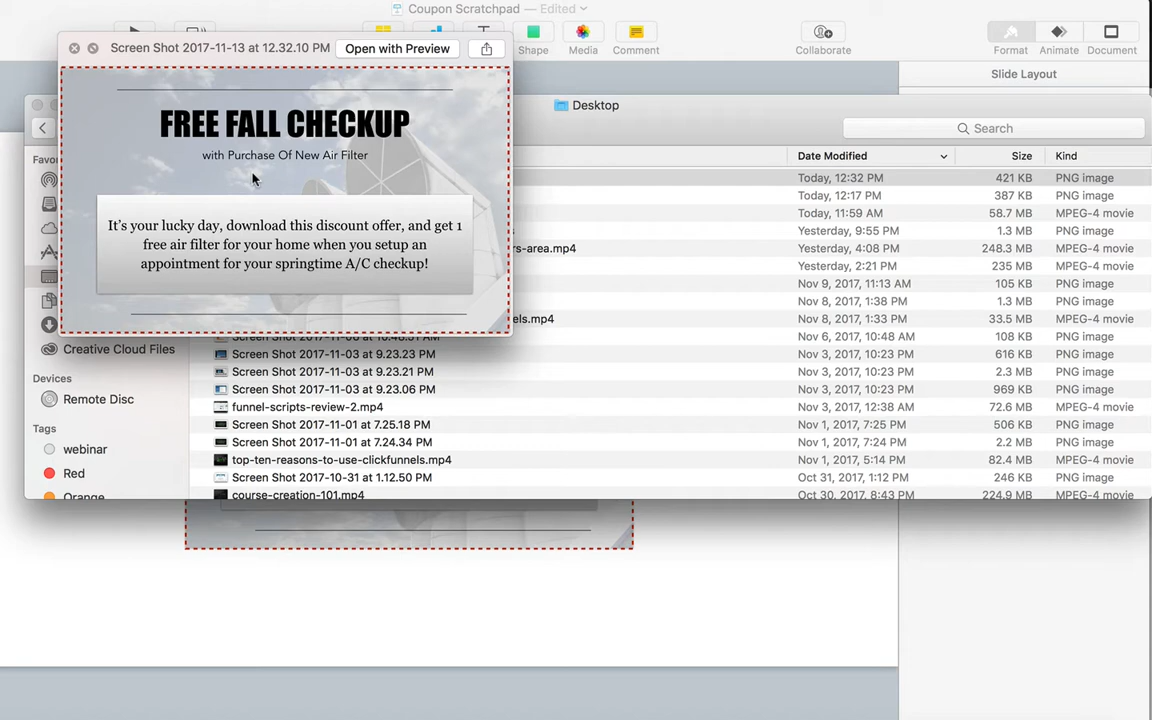 Coupon Scratchpad — Edited
Shape
Media
Comment
Collaborate
Format
Animate
Document
Screen Shot 2017-11-13 at 12.32.10 PM
Open with Preview
Slide Layout
FREE FALL CHECKUP
with Purchase Of New Air Filter
It's your lucky day, download this discount offer, and get 1
free air filter for your home when you setup an
appointment for your springtime A/C checkup!
Desktop
Search
Favor
Date Modified
Size
Kind
Today, 12:32 PM 421 KB PNG image
Today, 12:17 PM 387 KB PNG image
Today, 11:59 AM 58.7 MB MPEG-4 movie
Yesterday, 9:55 PM 1.3 MB PNG image
rs-area.mp4 Yesterday, 4:08 PM 248.3 MB MPEG-4 movie
Yesterday, 2:21 PM 235 MB MPEG-4 movie
Nov 9, 2017, 11:13 AM 105 KB PNG image
Nov 8, 2017, 1:38 PM 1.3 MB PNG image
els.mp4 Nov 8, 2017, 1:33 PM 33.5 MB MPEG-4 movie
Nov 6, 2017, 10:48 AM 108 KB PNG image
Screen Shot 2017-11-03 at 9.23.23 PM Nov 3, 2017, 10:23 PM 616 KB PNG image
Screen Shot 2017-11-03 at 9.23.21 PM Nov 3, 2017, 10:23 PM 2.3 MB PNG image
Screen Shot 2017-11-03 at 9.23.06 PM Nov 3, 2017, 10:23 PM 969 KB PNG image
funnel-scripts-review-2.mp4 Nov 3, 2017, 12:38 AM 72.6 MB MPEG-4 movie
Screen Shot 2017-11-01 at 7.25.18 PM Nov 1, 2017, 7:25 PM 506 KB PNG image
Screen Shot 2017-11-01 at 7.24.34 PM Nov 1, 2017, 7:24 PM 2.2 MB PNG image
top-ten-reasons-to-use-clickfunnels.mp4 Nov 1, 2017, 5:14 PM 82.4 MB MPEG-4 movie
Screen Shot 2017-10-31 at 1.12.50 PM Oct 31, 2017, 1:12 PM 246 KB PNG image
course-creation-101.mp4 Oct 30, 2017, 8:43 PM 224.9 MB MPEG-4 movie
Creative Cloud Files
Devices
Remote Disc
Tags
webinar
Red
Orange